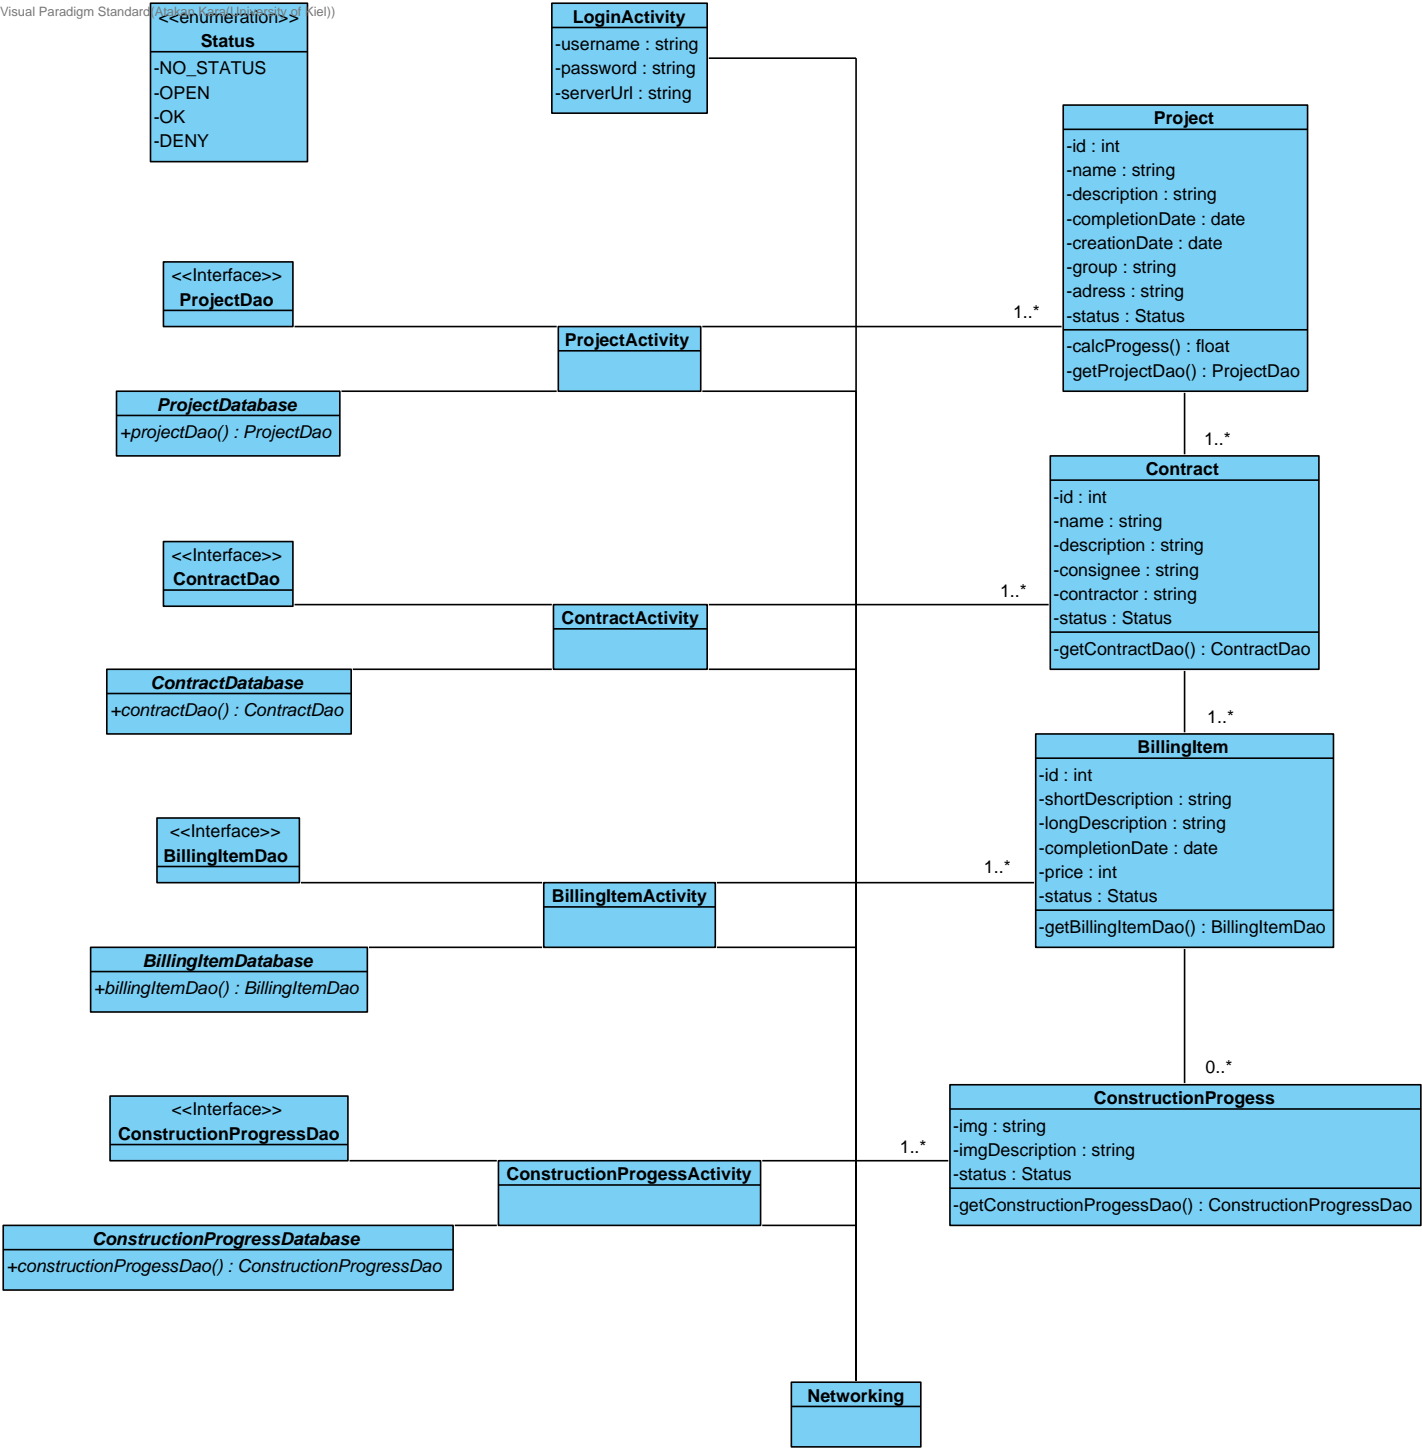 Visual Paradigm Standard(Atakan Kara(University of Kiel))
<<enumeration>>
Status
-NO_STATUS
-OPEN
-OK
-DENY
LoginActivity
-username : string
-password : string
-serverUrl : string
Project
-id : int
-name : string
-description : string
-completionDate : date
-creationDate : date
-group : string
-adress : string
-status : Status
-calcProgess() : float
-getProjectDao() : ProjectDao
<<Interface>>
ProjectDao
1..*
ProjectActivity
ProjectDatabase
+projectDao() : ProjectDao
1..*
Contract
-id : int
-name : string
-description : string
-consignee : string
-contractor : string
-status : Status
-getContractDao() : ContractDao
<<Interface>>
ContractDao
1..*
ContractActivity
ContractDatabase
+contractDao() : ContractDao
1..*
BillingItem
-id : int
-shortDescription : string
-longDescription : string
-completionDate : date
-price : int
-status : Status
-getBillingItemDao() : BillingItemDao
<<Interface>>
BillingItemDao
1..*
BillingItemActivity
BillingItemDatabase
+billingItemDao() : BillingItemDao
0..*
ConstructionProgess
-img : string
-imgDescription : string
-status : Status
-getConstructionProgessDao() : ConstructionProgressDao
<<Interface>>
ConstructionProgressDao
1..*
ConstructionProgessActivity
ConstructionProgressDatabase
+constructionProgessDao() : ConstructionProgressDao
Networking